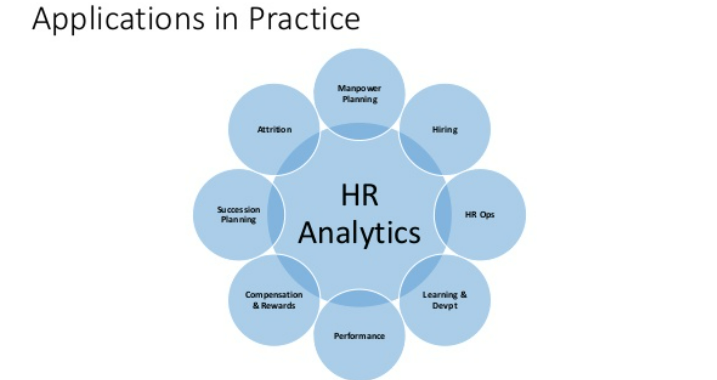 Applications in Practice
Manpower
Planning
Hiring
HR Ops
Learning &
Devpt
Performance
Compensation
& Rewards
Succession
Planning
Attrition
HR
Analytics